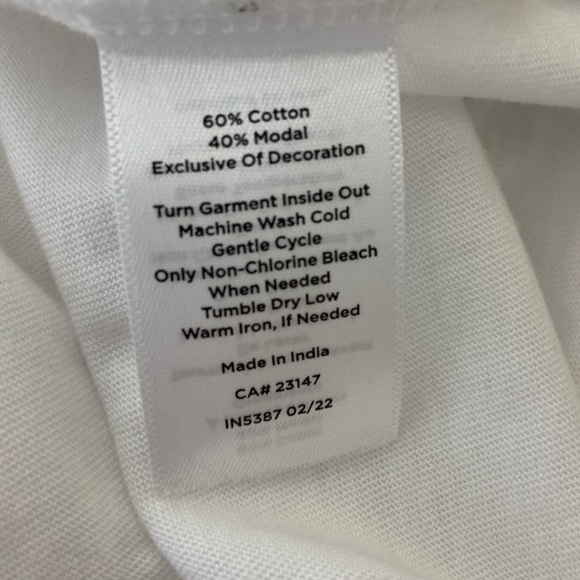 60% Cotton
40% Modal
Exclusive Of Decoration
Turn Garment Inside Out
Machine Wash Cold
Gentle Cycle
Only Non-Chlorine Bleach
When Needed
Tumble Dry Low
Warm Iron, If Needed
Made In India
CA# 23147
IN5387 02/22